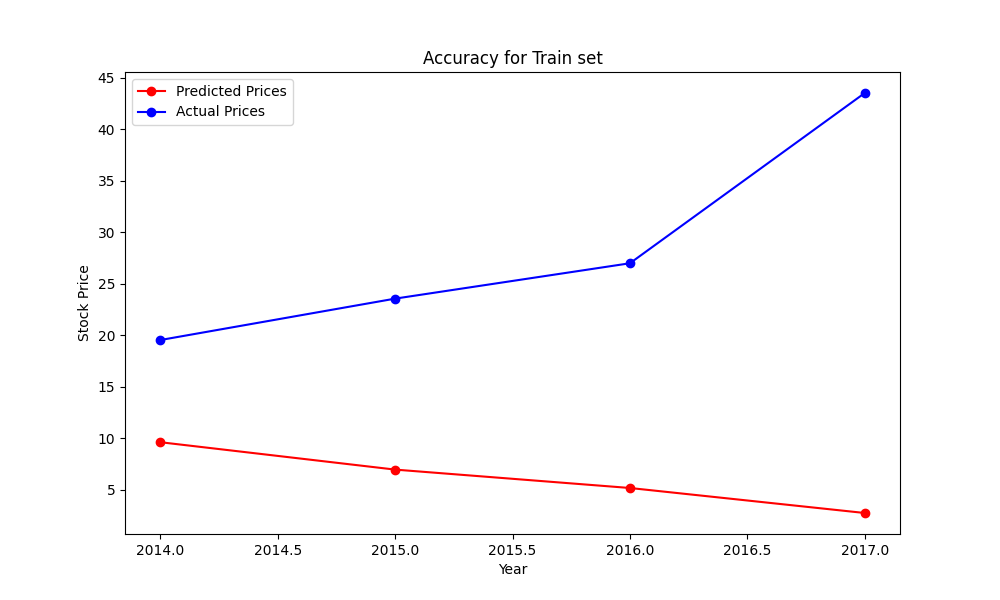 Accuracy for Train set
Predicted Prices
Actual Prices
45
40
35
30
25
20
15
10
5
Stock Price
2014.0 2014.5 2015.0 2015.5 2016.0 2016.5 2017.0
Year